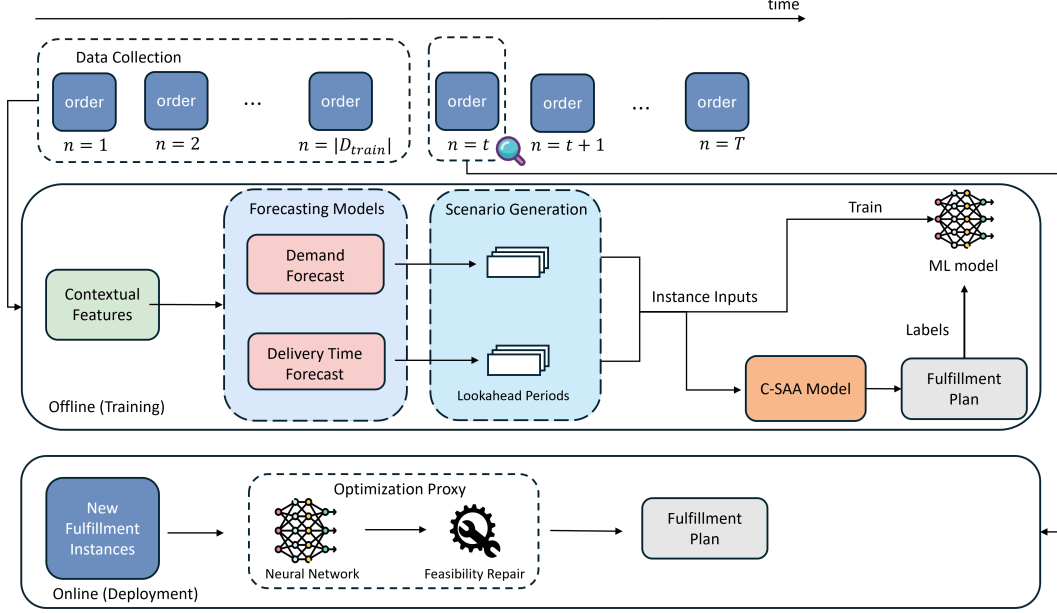 time
Data Collection
order
order
...
order
order
order
...
order
n = 1
n = 2
n = |D_train|
n = t
n = t + 1
n = T
Forecasting Models
Scenario Generation
Demand
Forecast
Contextual
Features
Delivery Time
Forecast
Lookahead Periods
Instance Inputs
Train
ML model
Labels
C-SAA Model
Fulfillment
Plan
Offline (Training)
New
Fulfillment
Instances
Optimization Proxy
Neural Network
Feasibility Repair
Fulfillment
Plan
Online (Deployment)